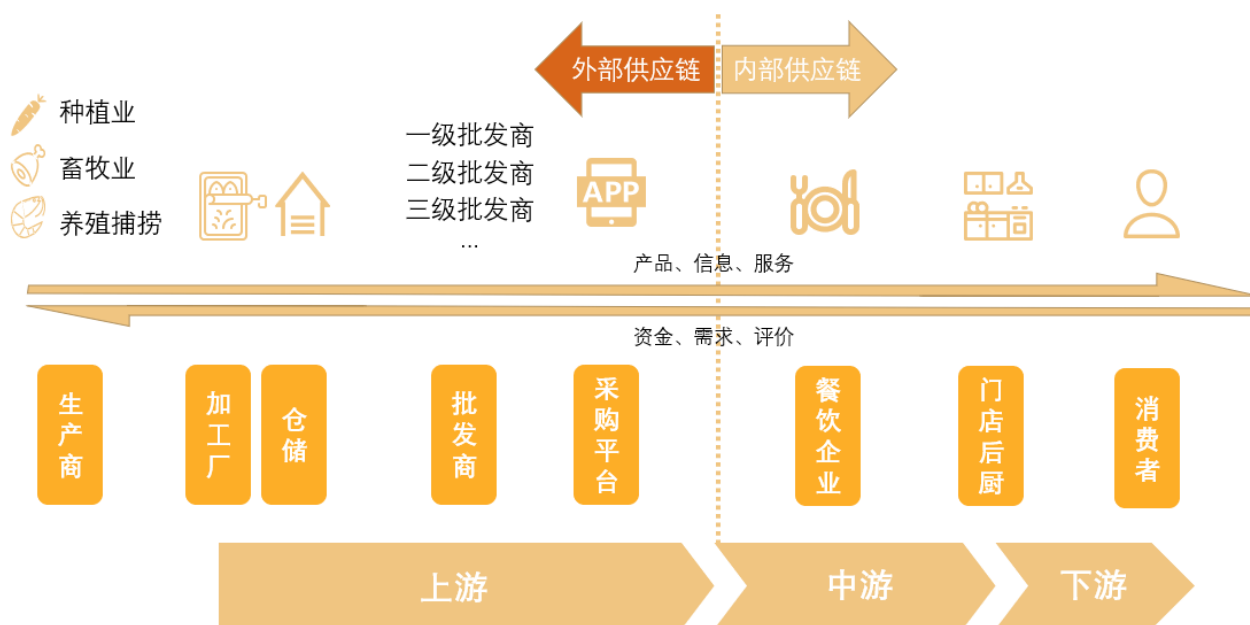 外部供应链
内部供应链
种植业
畜牧业
养殖捕捞
一级批发商
二级批发商
三级批发商
...
APP
产品、信息、服务
资金、需求、评价
生产商
加工厂
仓储
批发商
采购平台
餐饮企业
门店后厨
消费者
上游
中游
下游